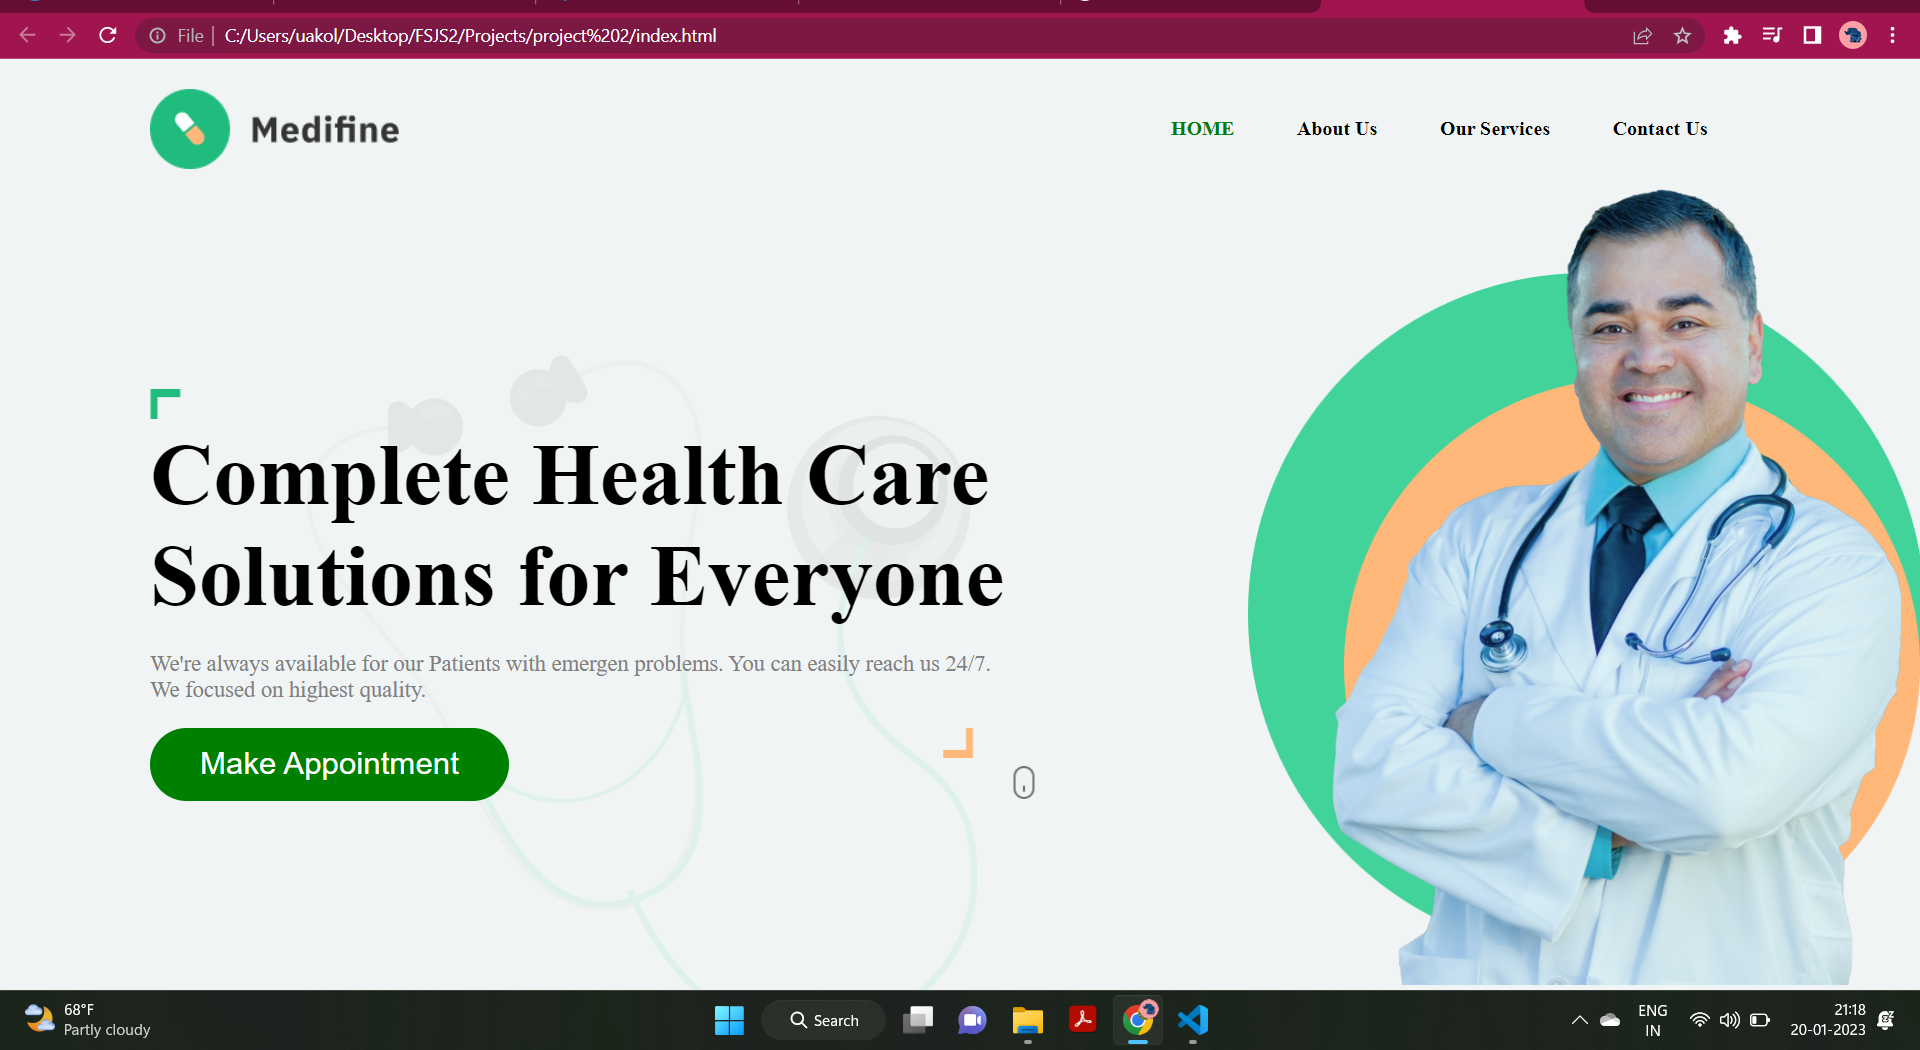 File | C:/Users/uakol/Desktop/FSJS2/Projects/project%202/index.html
Medifine
HOME About Us Our Services Contact Us
Complete Health Care
Solutions for Everyone
We're always available for our Patients with emergen problems. You can easily reach us 24/7.
We focused on highest quality.
Make Appointment
68°F
Partly cloudy
Search
ENG
IN
21:18
20-01-2023